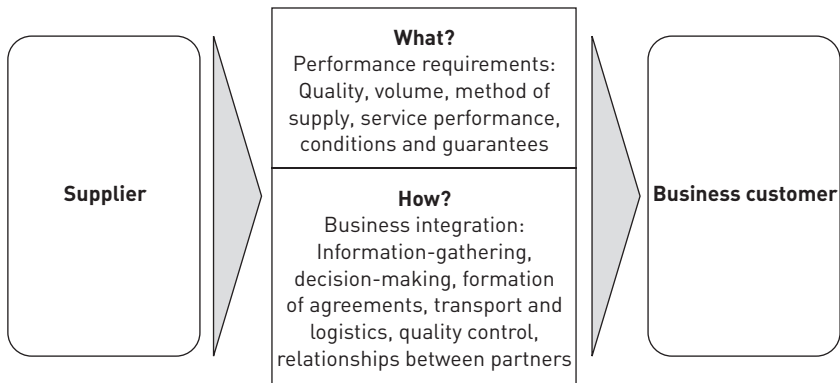 Supplier
What?
Performance requirements:
Quality, volume, method of
supply, service performance,
conditions and guarantees
How?
Business integration:
Information-gathering,
decision-making, formation
of agreements, transport and
logistics, quality control,
relationships between partners
Business customer